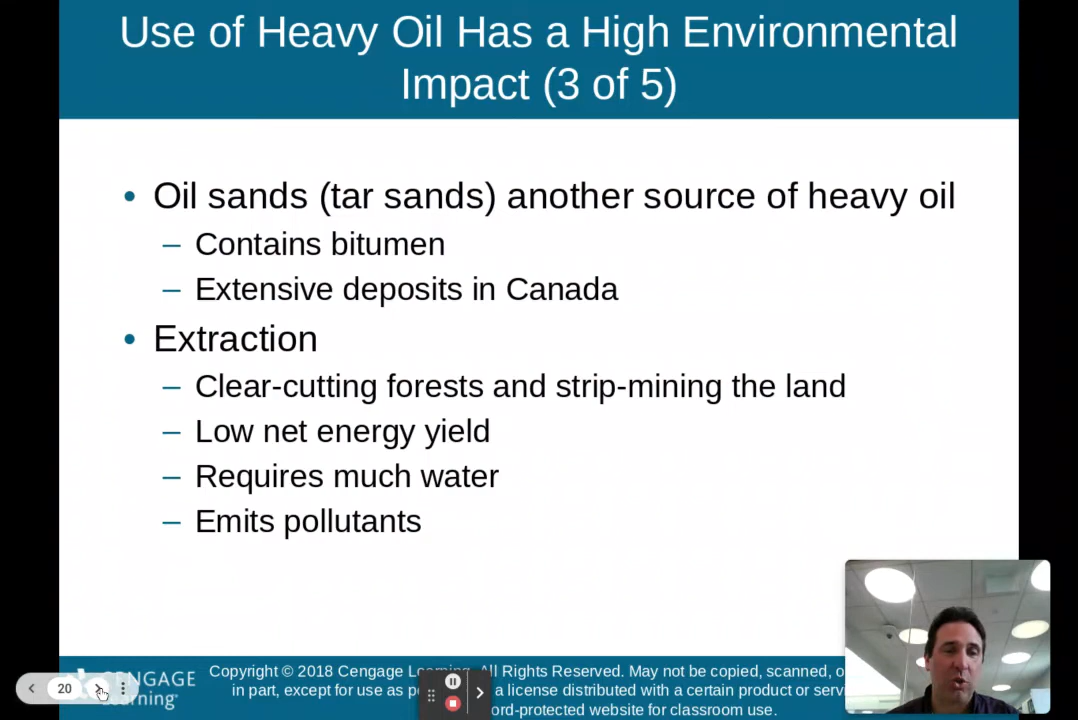 Use of Heavy Oil Has a High Environmental
Impact (3 of 5)
• Oil sands (tar sands) another source of heavy oil
– Contains bitumen
– Extensive deposits in Canada
• Extraction
– Clear-cutting forests and strip-mining the land
– Low net energy yield
– Requires much water
– Emits pollutants
20
CENGAGE
Learning
Copyright © 2018 Cengage Learning. All Rights Reserved. May not be copied, scanned, o
in part, except for use as a license distributed with a certain product or servi
ord-protected website for classroom use.